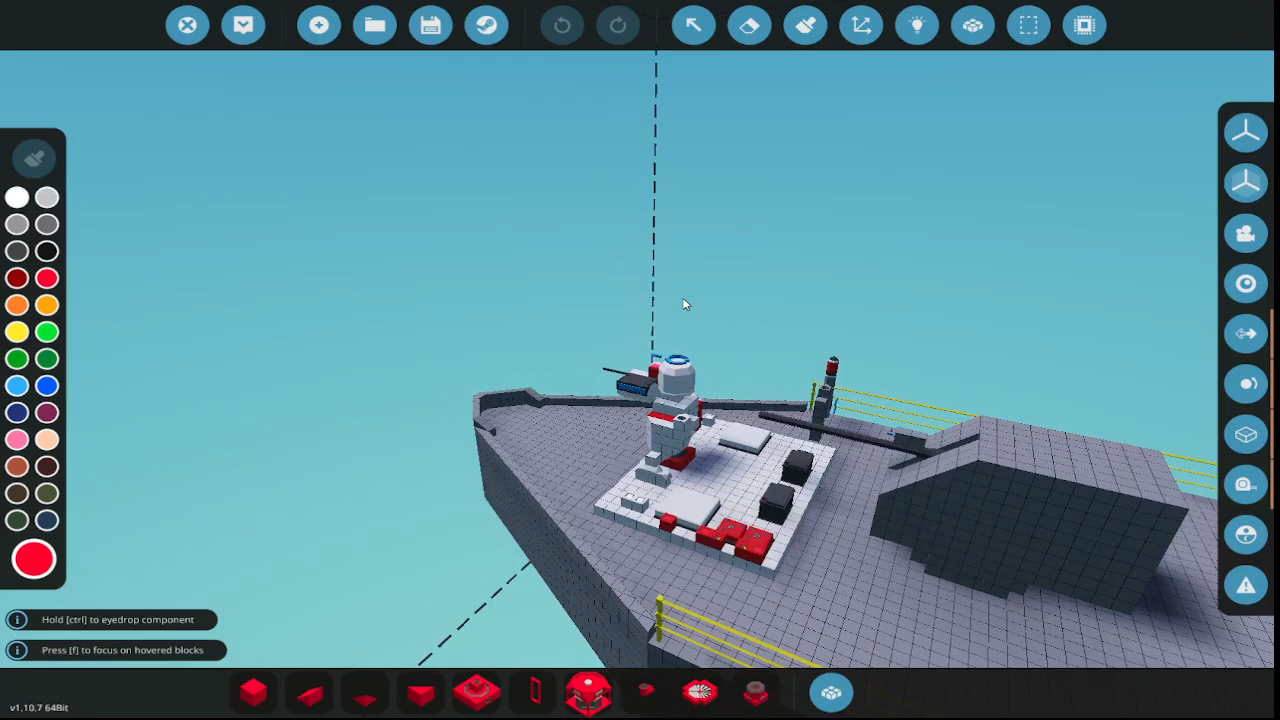 Hold [ctrl] to eyedrop component
Press [f] to focus on hovered blocks
v1.10.7 64Bit